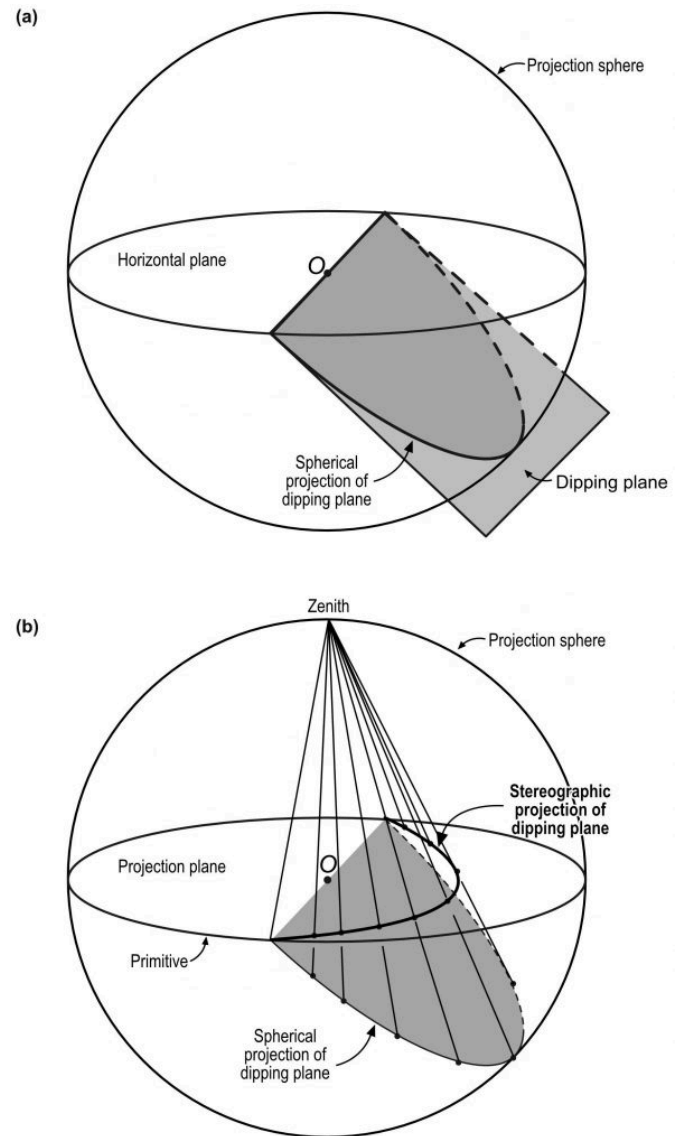 (a)
Projection sphere
Horizontal plane
O
Spherical
projection of
dipping plane
Dipping plane
Zenith
(b)
Projection sphere
Stereographic
projection of
dipping plane
Projection plane
O
Primitive
Spherical
projection of
dipping plane